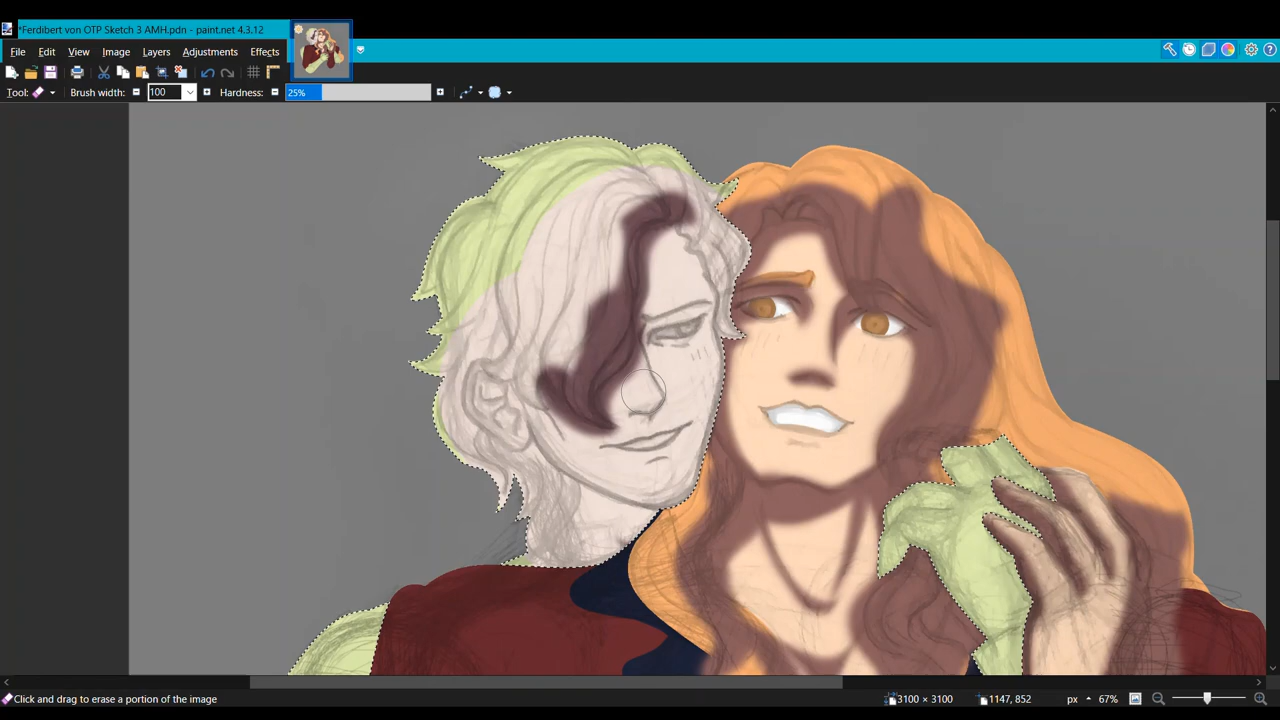 *Ferdibert von OTP Sketch 3 AMH.pdn - paint.net 4.3.12
File Edit View Image Layers Adjustments Effects
Tool: Brush width: 100 Hardness: 25%
Click and drag to erase a portion of the image 3100 × 3100 1147, 852 px 67%